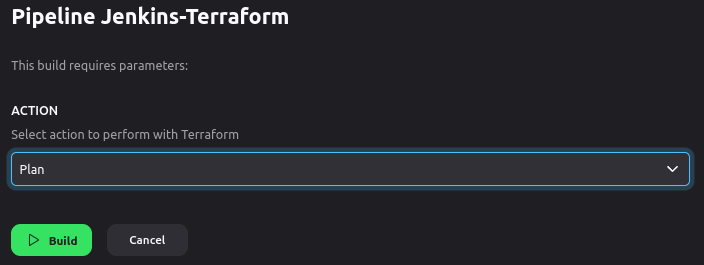 Pipeline Jenkins-Terraform
This build requires parameters:
ACTION
Select action to perform with Terraform
Plan
Build
Cancel